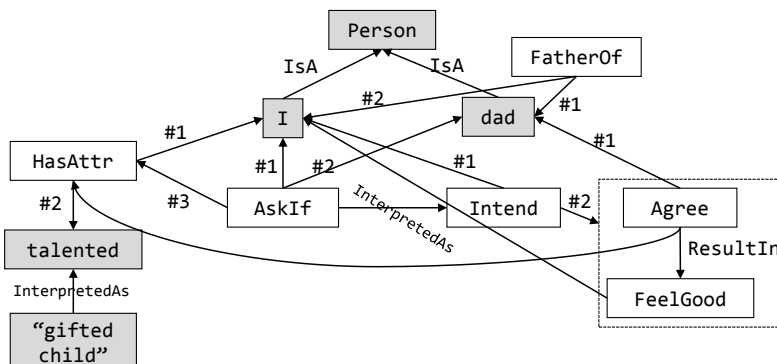 Person
IsA
IsA
FatherOf
#2
#1
I
dad
#1
#1
HasAttr
#1
#2
#1
#3
#2
AskIf
InterpretedAs
Intend
#2
Agree
talented
ResultIn
InterpretedAs
FeelGood
“gifted
child”